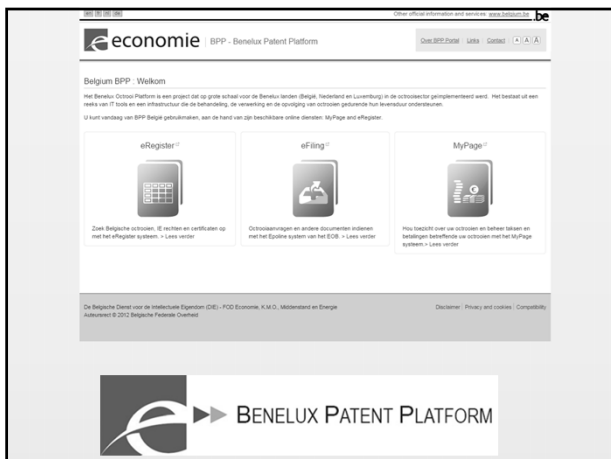 en fr nl de
Other official information and services: www.belgium.be .be
economie BPP - Benelux Patent Platform
Over BPP Portal Links Contact A A A
Belgium BPP : Welkom
Het Benelux Octrooi Platform is een project dat op grote schaal voor de Benelux landen (België, Nederland en Luxemburg) in de octrooisector geïmplementeerd werd. Het bestaat uit een
reeks van IT tools en een infrastructuur die de behandeling, de verwerking en de opvolging van octrooien gedurende hun levensduur ondersteunen.
U kunt vandaag van BPP België gebruikmaken, aan de hand van zijn beschikbare online diensten: MyPage and eRegister.
eRegister
Zoek Belgische octrooien, IE rechten en certificaten op
met het eRegister systeem. > Lees verder
eFiling
Octrooiaanvragen en andere documenten indienen
met het Epoline system van het EOB. > Lees verder
MyPage
Hou toezicht over uw octrooien en beheer taksen en
betalingen betreffende uw octrooien met het MyPage
systeem.> Lees verder
De Belgische Dienst voor de Intellectuele Eigendom (DIE) - FOD Economie, K.M.O., Middenstand en Energie
Auteursrecht © 2012 Belgische Federale Overheid
Disclaimer Privacy and cookies Compatibility
BENELUX PATENT PLATFORM